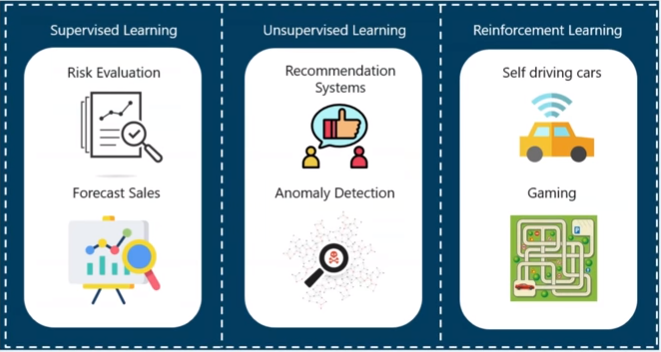 Supervised Learning
Risk Evaluation
Forecast Sales
Unsupervised Learning
Recommendation
Systems
Anomaly Detection
Reinforcement Learning
Self driving cars
Gaming
P